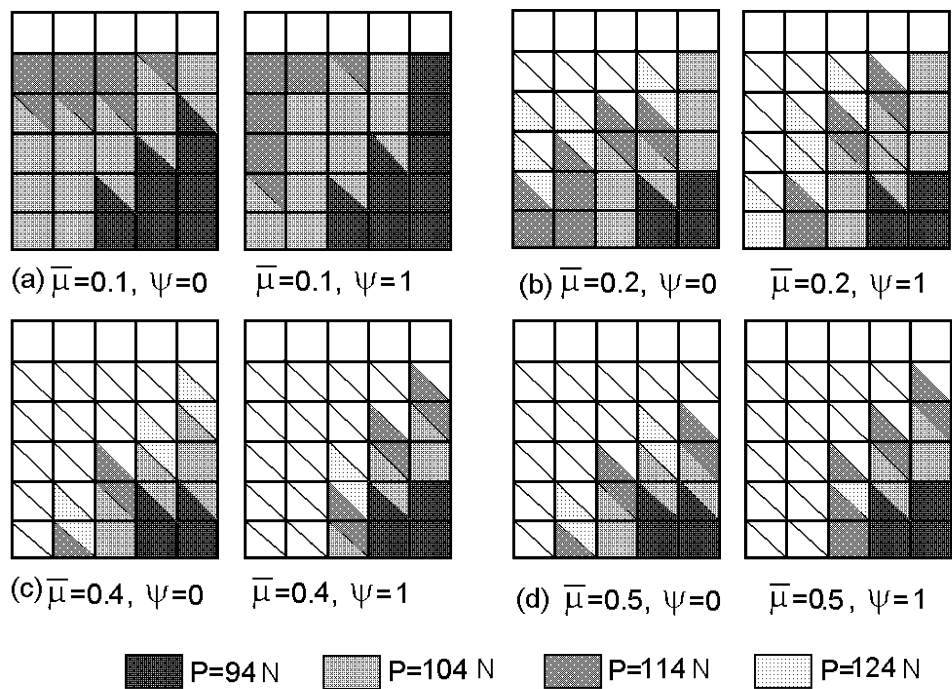 (a) μ̅=0.1, ψ=0 μ̅=0.1, ψ=1 (b) μ̅=0.2, ψ=0 μ̅=0.2, ψ=1
(c) μ̅=0.4, ψ=0 μ̅=0.4, ψ=1 (d) μ̅=0.5, ψ=0 μ̅=0.5, ψ=1
P=94 N P=104 N P=114 N P=124 N